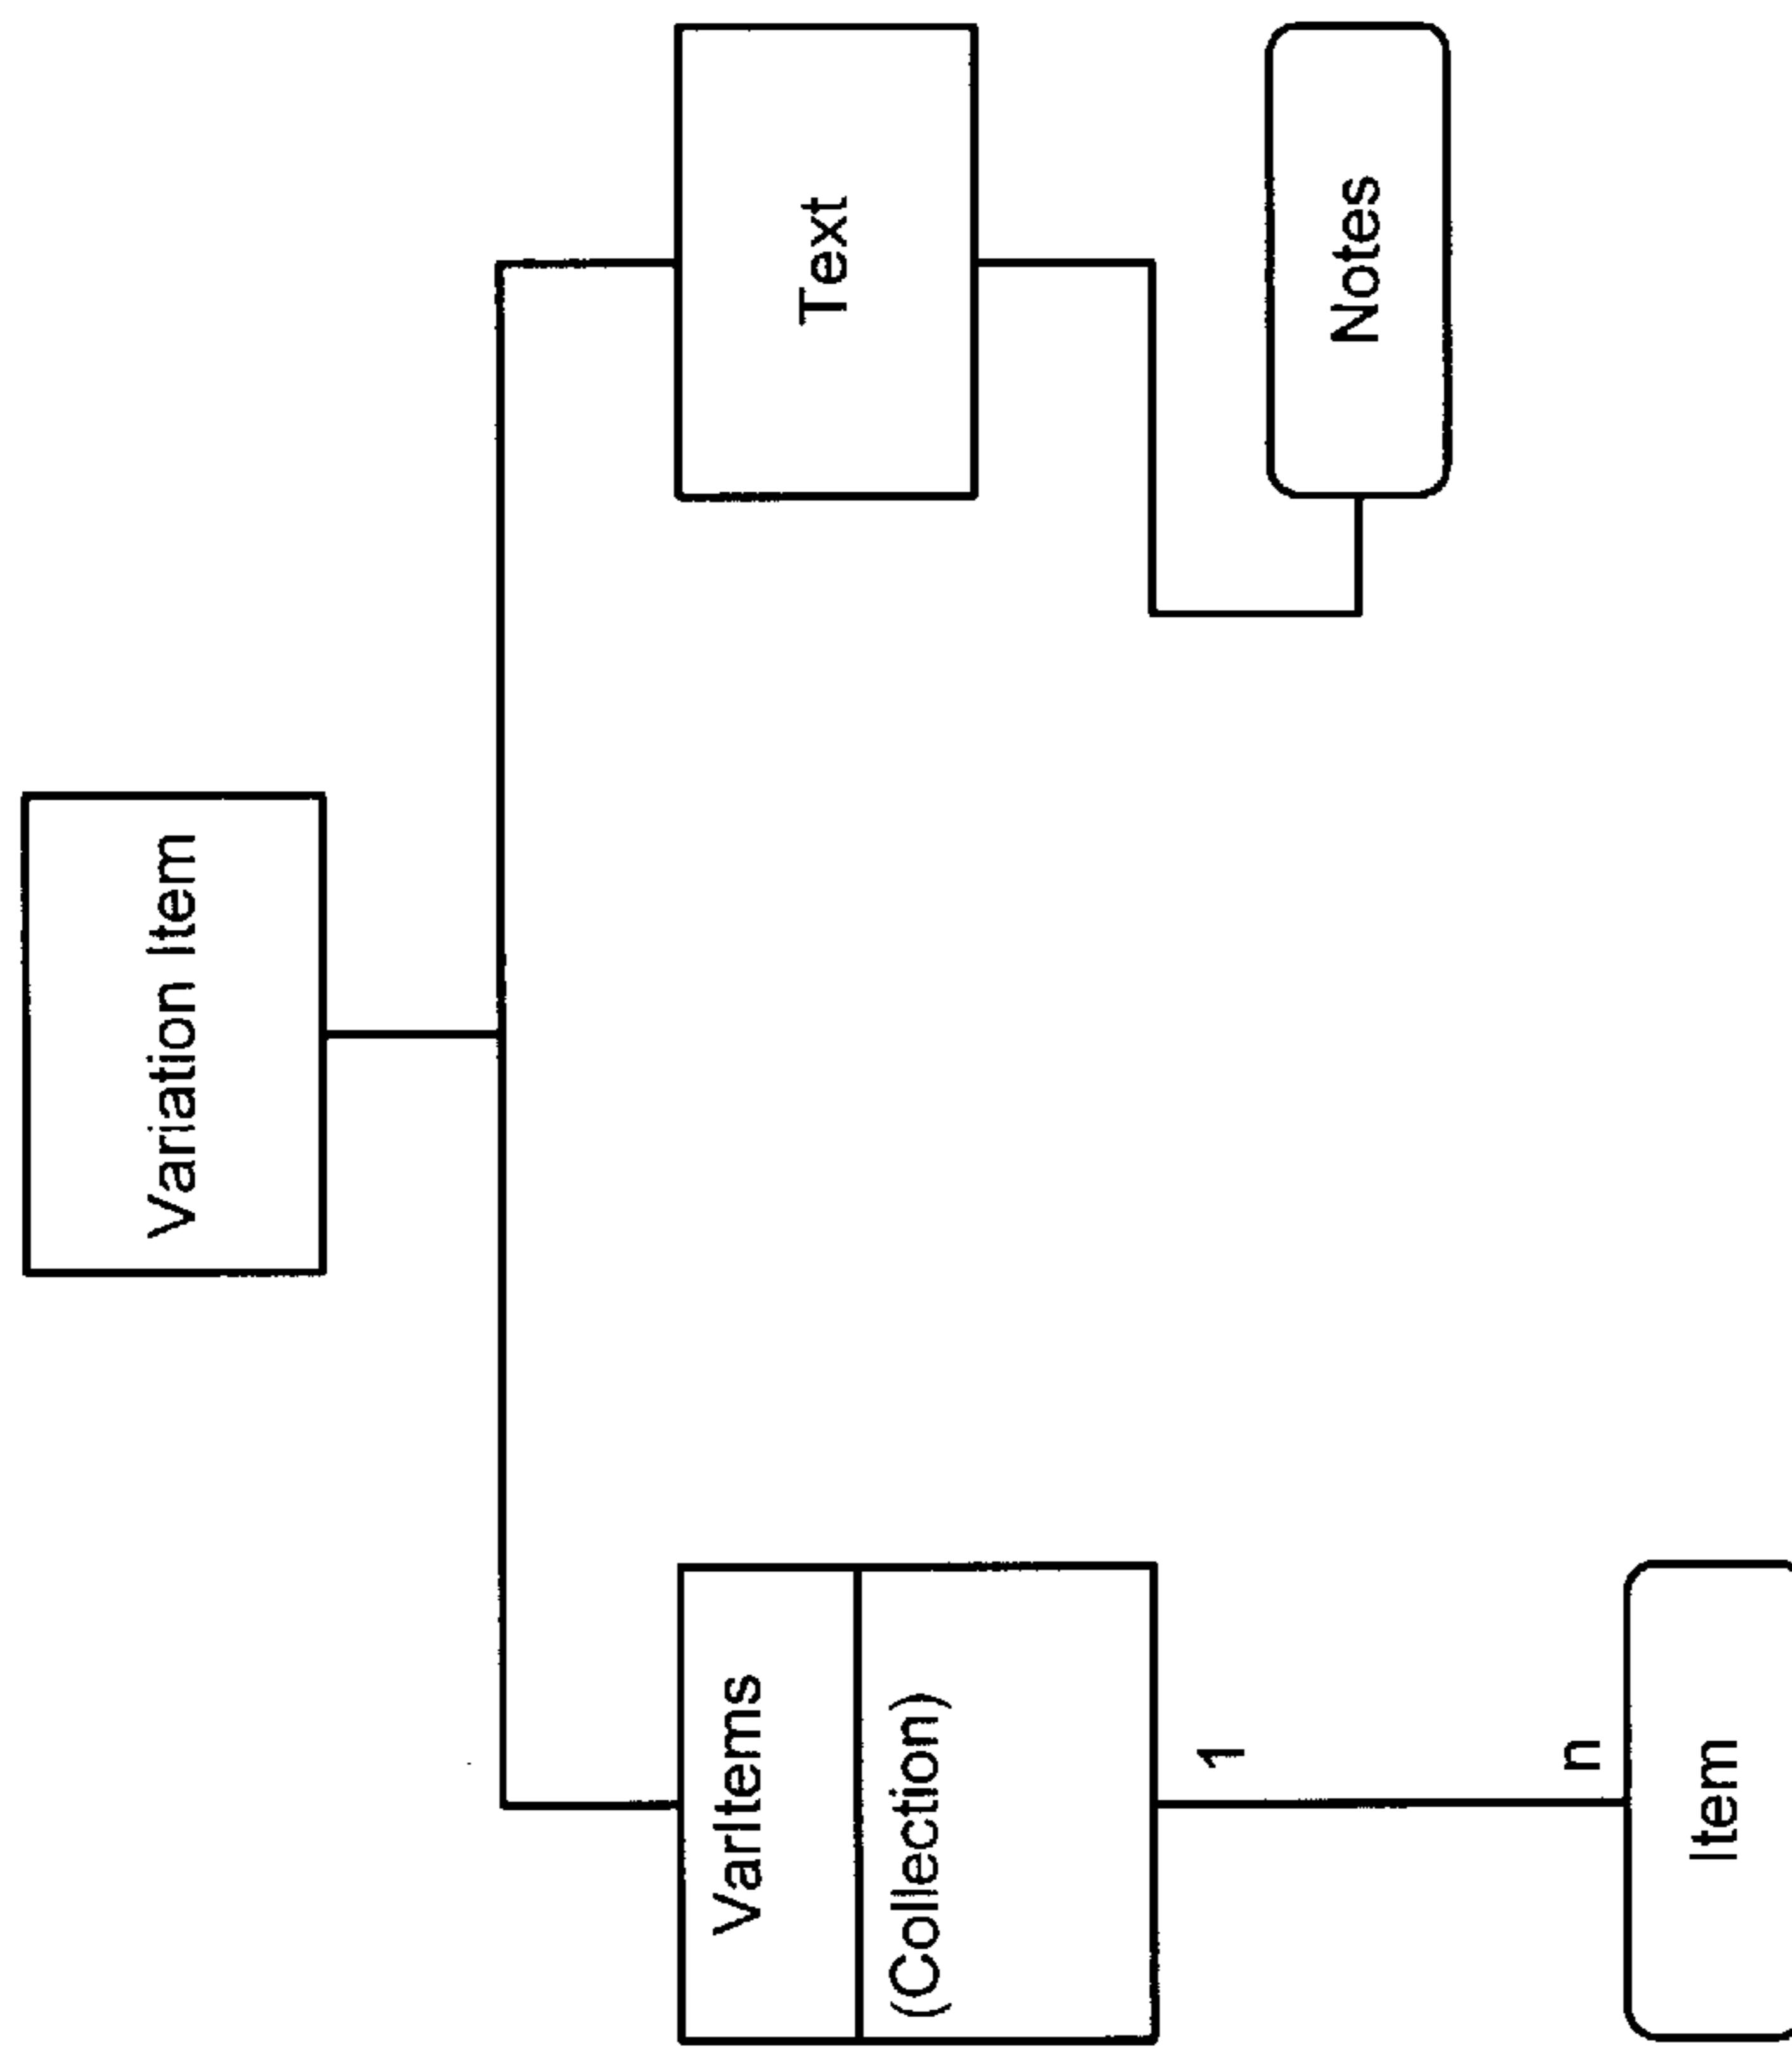 Variation Item
VarItems
(Collection)
Text
1
n
Notes
Item